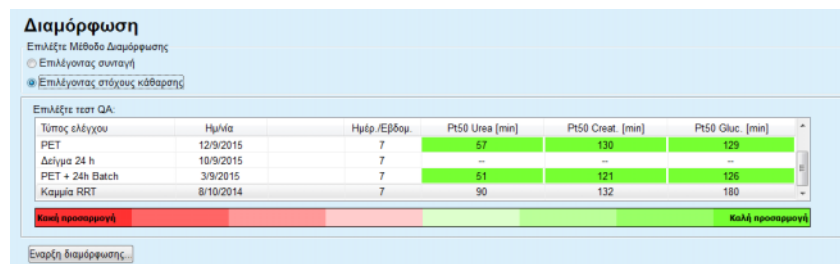 Διαμόρφωση
Επιλέξτε Μέθοδο Διαμόρφωσης
Επιλέγοντας συνταγή
Επιλέγοντας στόχους κάθαρσης
Επιλέξτε τεστ QA:
Τύπος ελέγχου Ημ/νία Ημέρ./Εβδομ. Pt50 Urea [min] Pt50 Creat. [min] Pt50 Gluc. [min]
PET 12/9/2015 7 57 130 129
Δείγμα 24 h 10/9/2015 7 -- -- --
PET + 24h Batch 3/9/2015 7 51 121 126
Καμμία RRT 8/10/2014 7 90 132 180
Κακή προσαρμογή Καλή προσαρμογή
Εναρξη διαμόρφωσης...